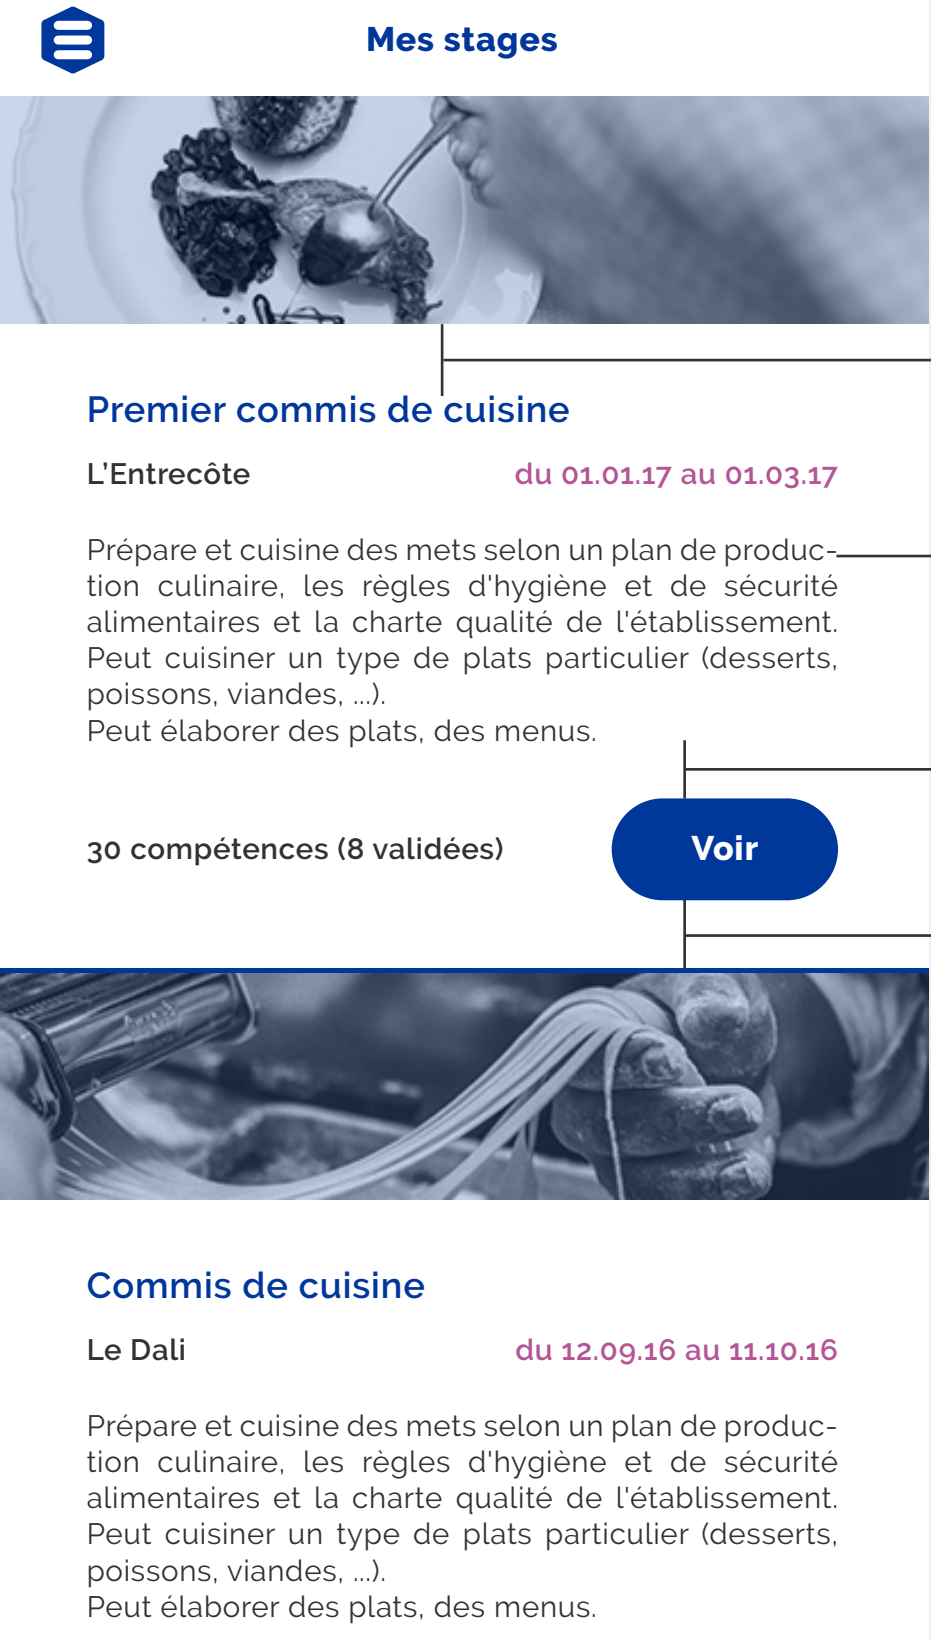 Mes stages
Premier commis de cuisine
L’Entrecôte du 01.01.17 au 01.03.17
Prépare et cuisine des mets selon un plan de produc-
tion culinaire, les règles d'hygiène et de sécurité
alimentaires et la charte qualité de l'établissement.
Peut cuisiner un type de plats particulier (desserts,
poissons, viandes, ...).
Peut élaborer des plats, des menus.
30 compétences (8 validées) Voir
Commis de cuisine
Le Dali du 12.09.16 au 11.10.16
Prépare et cuisine des mets selon un plan de produc-
tion culinaire, les règles d'hygiène et de sécurité
alimentaires et la charte qualité de l'établissement.
Peut cuisiner un type de plats particulier (desserts,
poissons, viandes, ...).
Peut élaborer des plats, des menus.